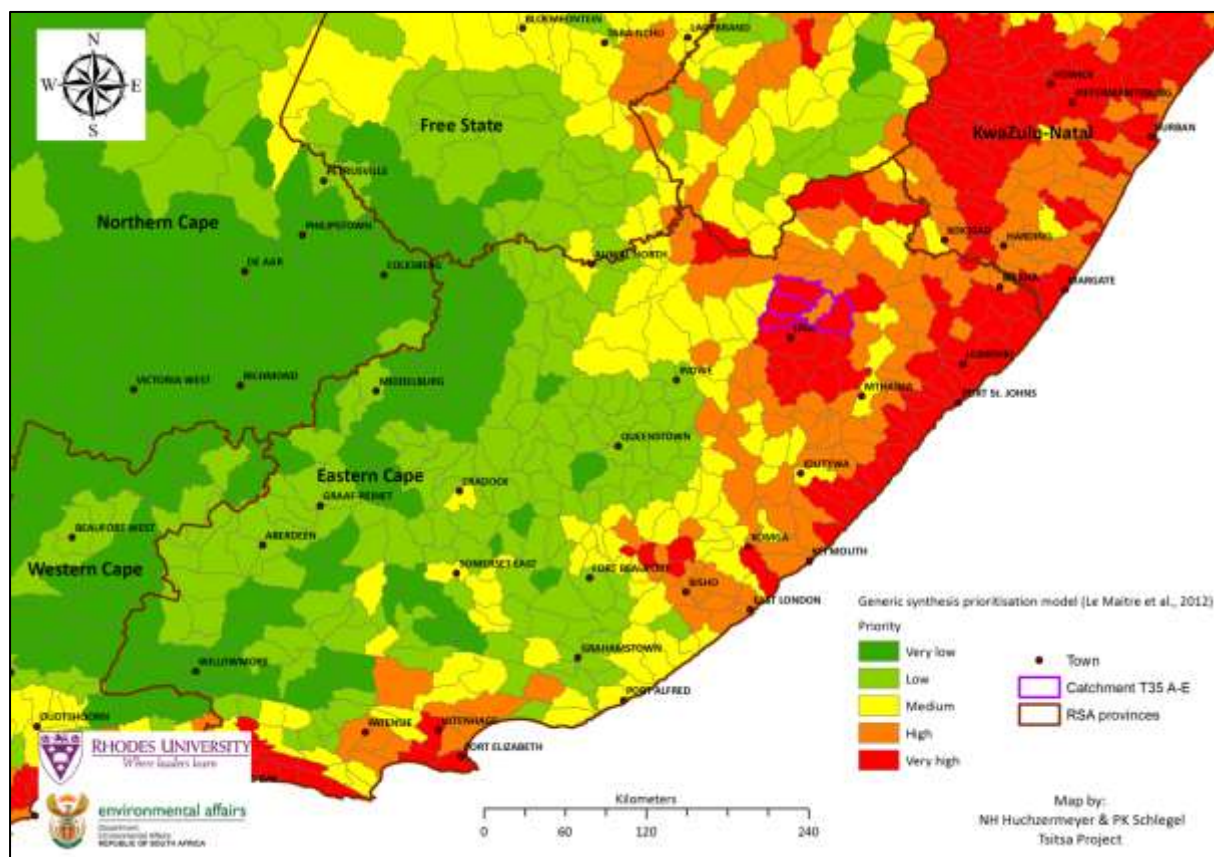 N
W E
S
BLOEMFONTEIN
THABA NCHU
LADYBRAND
HOWICK
PIETERMARITZBURG
DURBAN
Free State
KwaZulu-Natal
PETRUSVILLE
Northern Cape
PHILIPSTOWN
KOKSTAD
HARDING
DE AAR
COLESBERG
ALIWAL NORTH
BIZANA
MARGATE
VICTORIA WEST
RICHMOND
MIDDELBURG
INDWE
LUSIKISIKI
MTHATHA
PORT St. JOHNS
QUEENSTOWN
Eastern Cape
CRADOCK
IDUTYWA
GRAAF-REINET
BEAUFORT WEST
ABERDEEN
KOMGA
KEI MOUTH
Western Cape
SOMERSET EAST
FORT BEAUFORT
BISHO
EAST LONDON
WILLOWMORE
GRAHAMSTOWN
PORT ALFRED
OUDTSHOORN
PATENSIE
UITENHAGE
PORT ELIZABETH
BAY
Generic synthesis prioritisation model (Le Maitre et al., 2012)
Priority
Very low
Low
Medium
High
Very high
Town
Catchment T35 A-E
RSA provinces
RHODES UNIVERSITY
Where leaders learn
environmental affairs
Department:
Environmental Affairs
REPUBLIC OF SOUTH AFRICA
Kilometers
0 60 120 240
Map by:
NH Huchzermeyer & PK Schlegel
Tsitsa Project